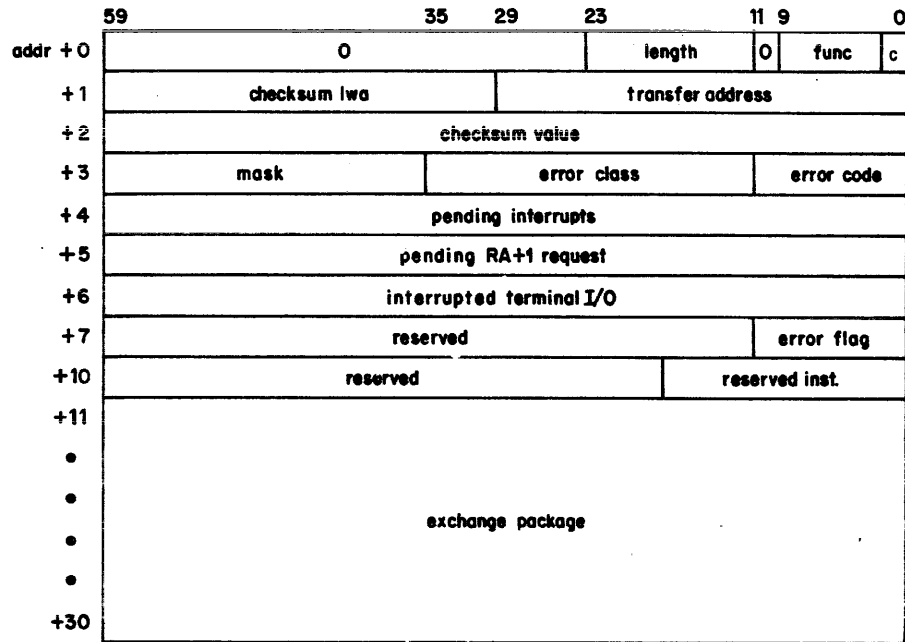 59 35 29 23 11 9 0
addr +0 0 length 0 func c
+1 checksum lwa transfer address
+2 checksum value
+3 mask error class error code
+4 pending interrupts
+5 pending RA+1 request
+6 interrupted terminal I/O
+7 reserved error flag
+10 reserved reserved inst.
+11
exchange package
+30